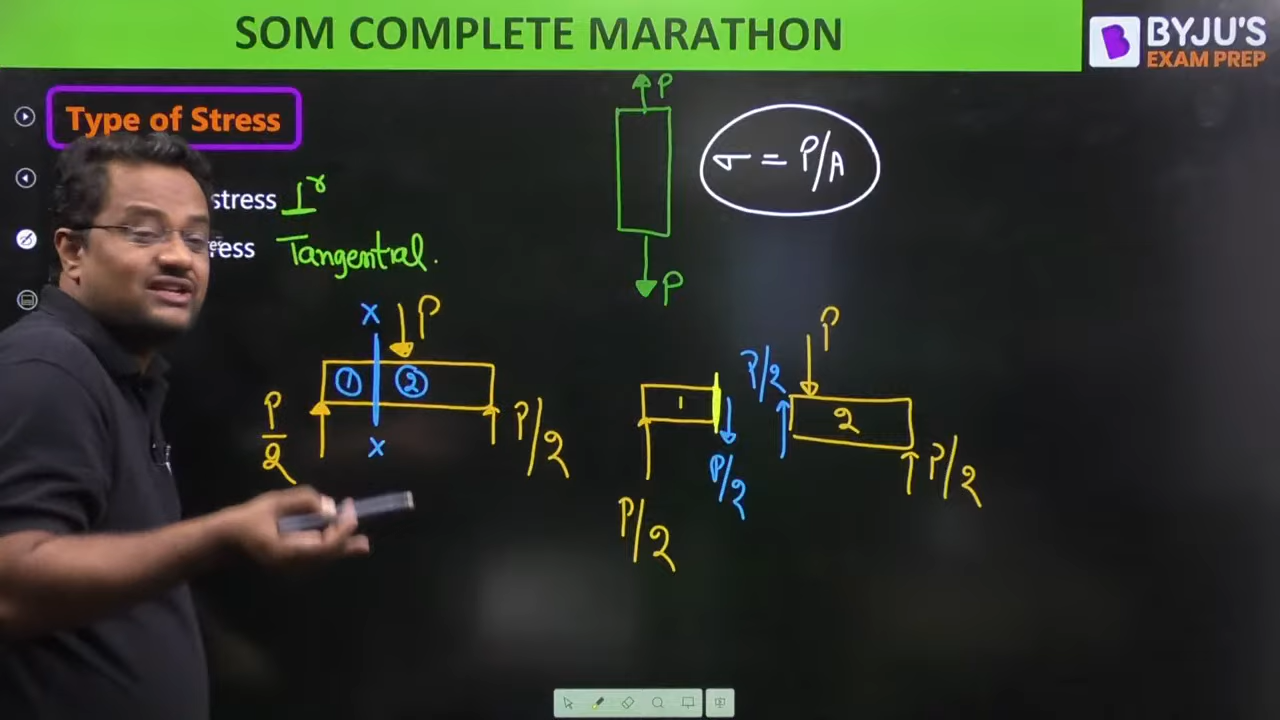 SOM COMPLETE MARATHON
BYJU'S
EXAM PREP
Type of Stress
stress ⊥r
Tangential.
P
σ = P/A
P
x
P
1 2
x
P/2
P/2
1
P/2
P/2
P/2
P
2
P/2